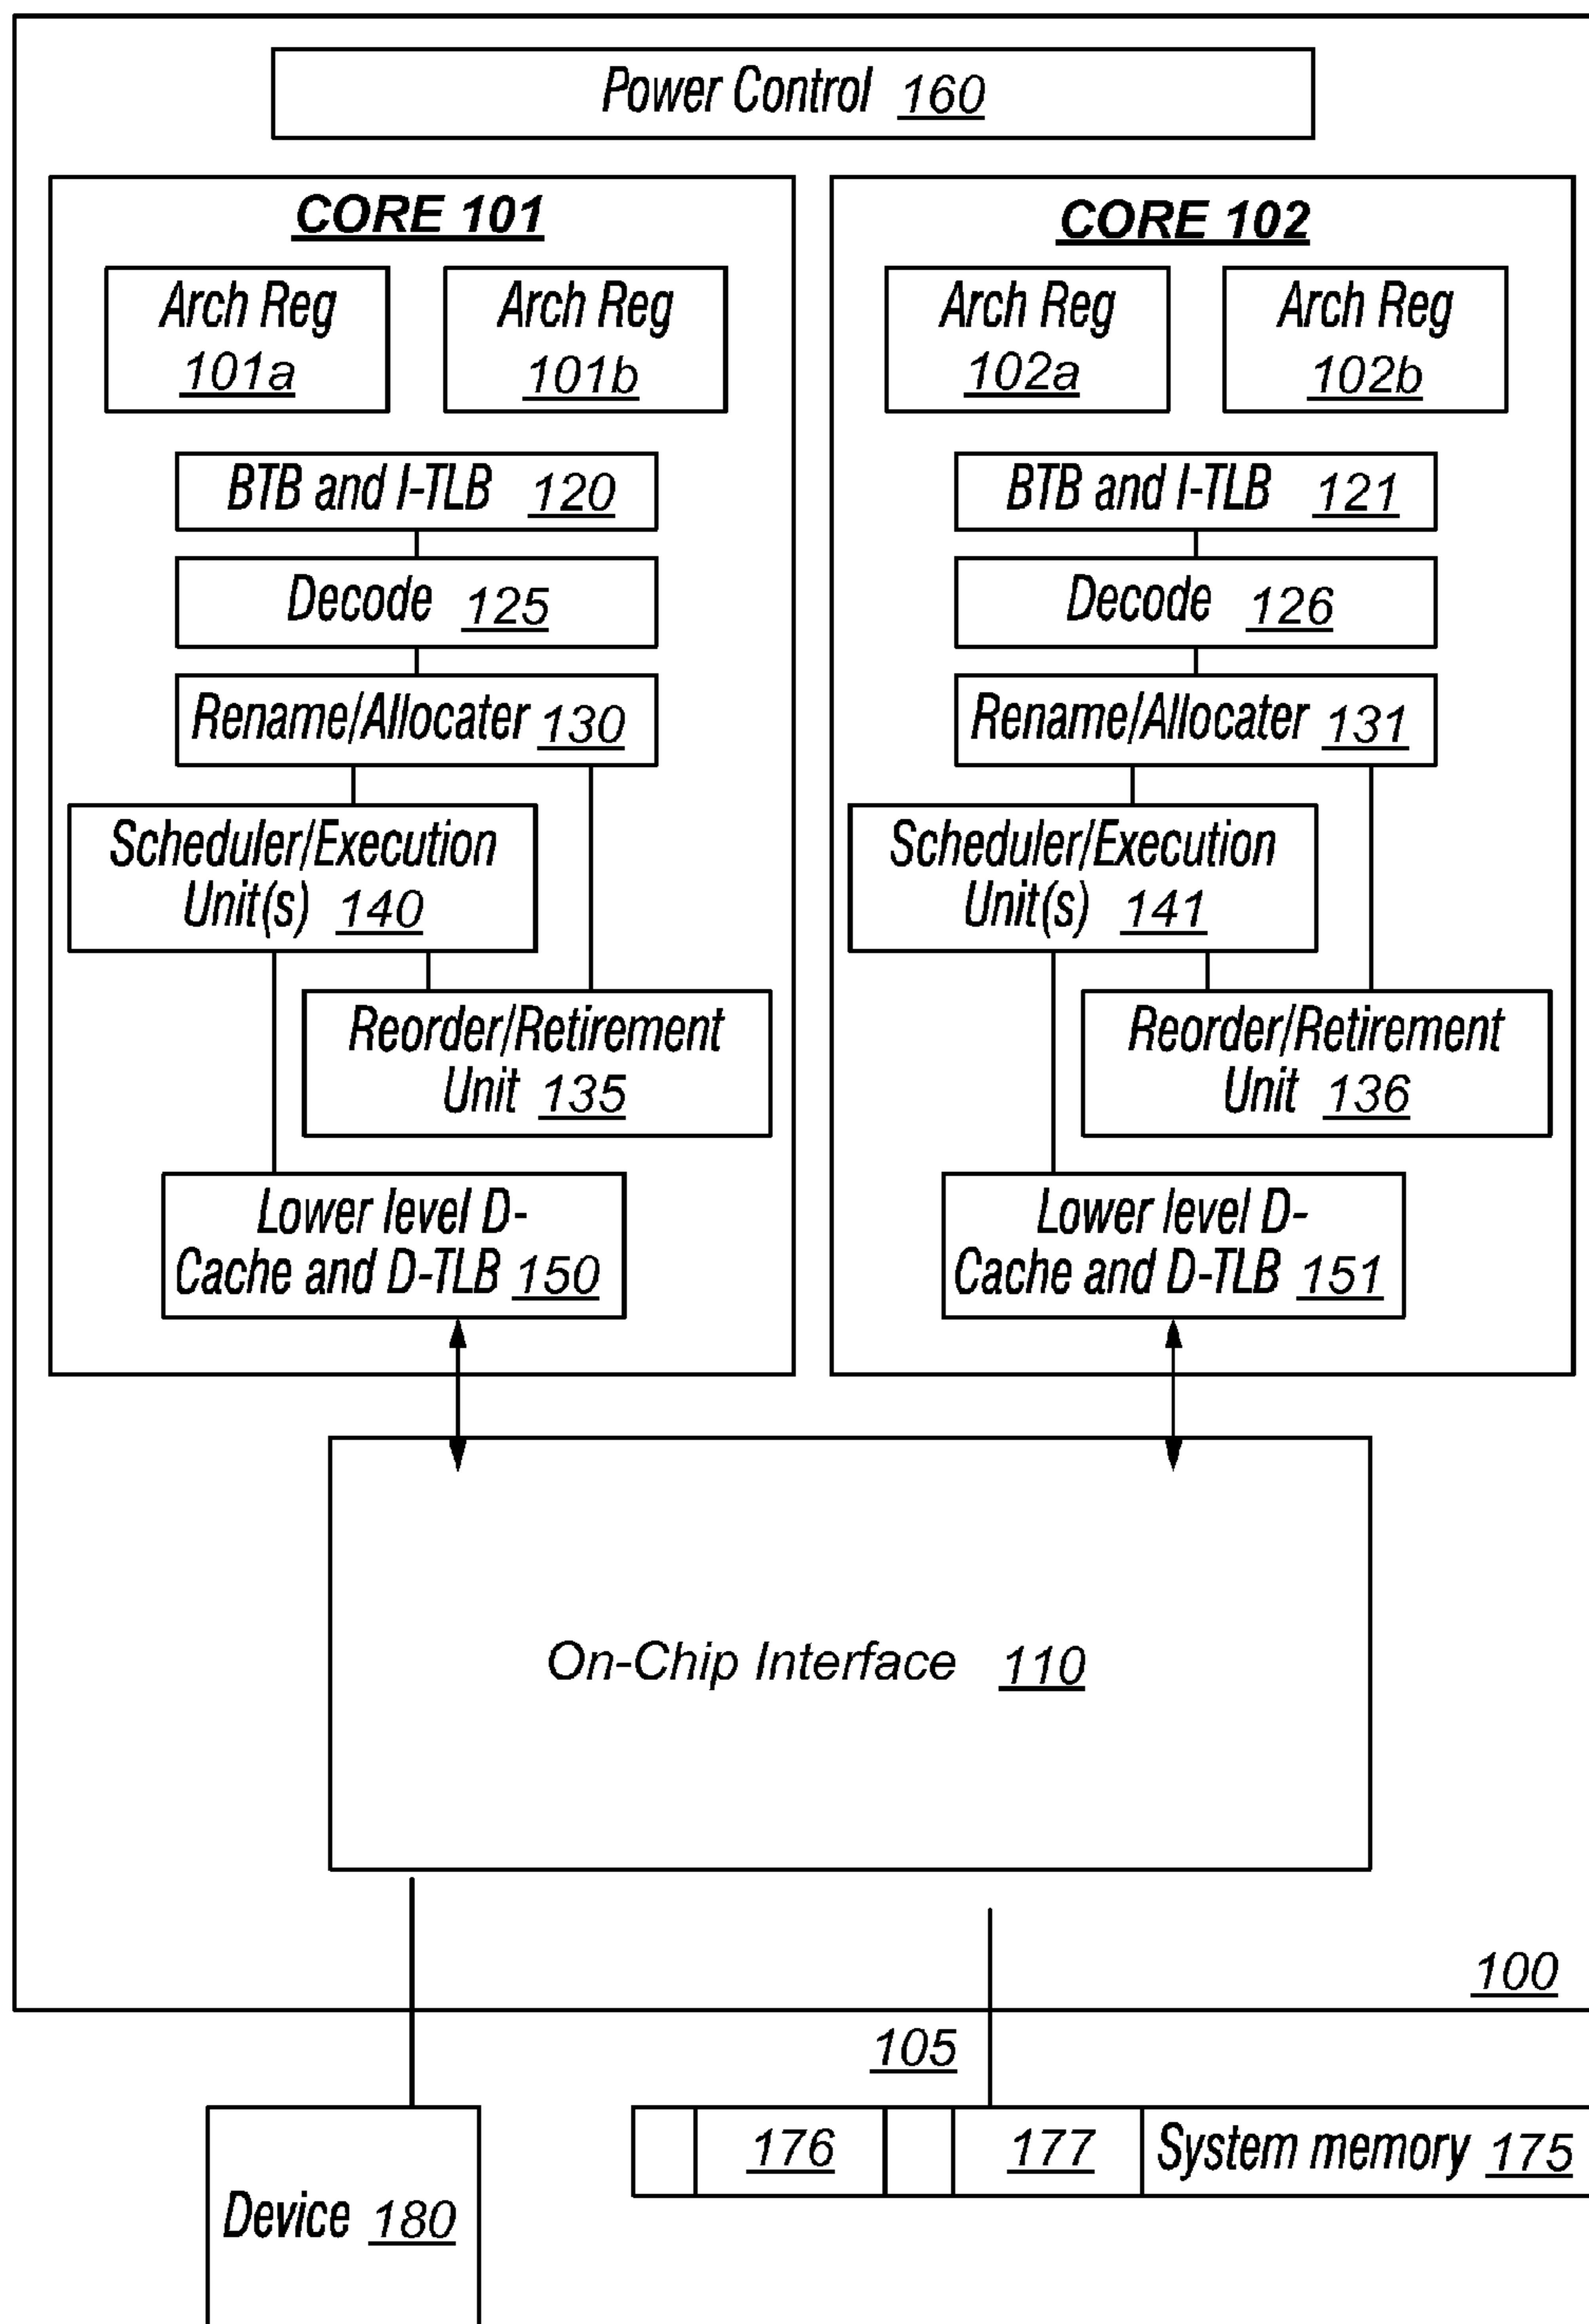 Power Control 160
CORE 101
Arch Reg
101a
Arch Reg
101b
BTB and I-TLB 120
Decode 125
Rename/Allocater 130
Scheduler/Execution
Unit(s) 140
Reorder/Retirement
Unit 135
Lower level D-
Cache and D-TLB 150
CORE 102
Arch Reg
102a
Arch Reg
102b
BTB and I-TLB 121
Decode 126
Rename/Allocater 131
Scheduler/Execution
Unit(s) 141
Reorder/Retirement
Unit 136
Lower level D-
Cache and D-TLB 151
On-Chip Interface 110
100
105
176
177
System memory 175
Device 180